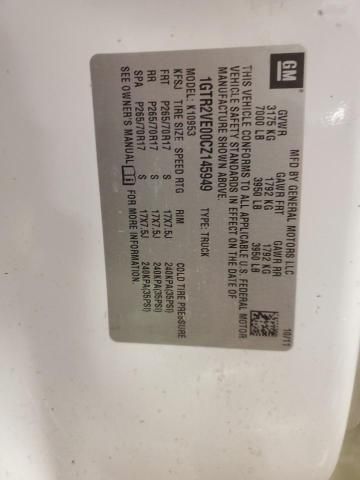 GM
MFD BY GENERAL MOTORS LLC 10/11
GVWR GAWR FRT GAWR RR
3175 KG 1792 KG 1792 KG
7000 LB 3950 LB 3950 LB
THIS VEHICLE CONFORMS TO ALL APPLICABLE U.S. FEDERAL MOTOR
VEHICLE SAFETY STANDARDS IN EFFECT ON THE DATE OF
MANUFACTURE SHOWN ABOVE.
1GTR2VE00CZ145949 TYPE: TRUCK
MODEL: K10953
KFSJ TIRE SIZE SPEED RTG RIM COLD TIRE PRESSURE
FRT P265/70R17 S 17X7.5J 240KPA(35PSI)
RR P265/70R17 S 17X7.5J 240KPA(35PSI)
SPA P265/70R17 S 17X7.5J 240KPA(35PSI)
SEE OWNER'S MANUAL FOR MORE INFORMATION.